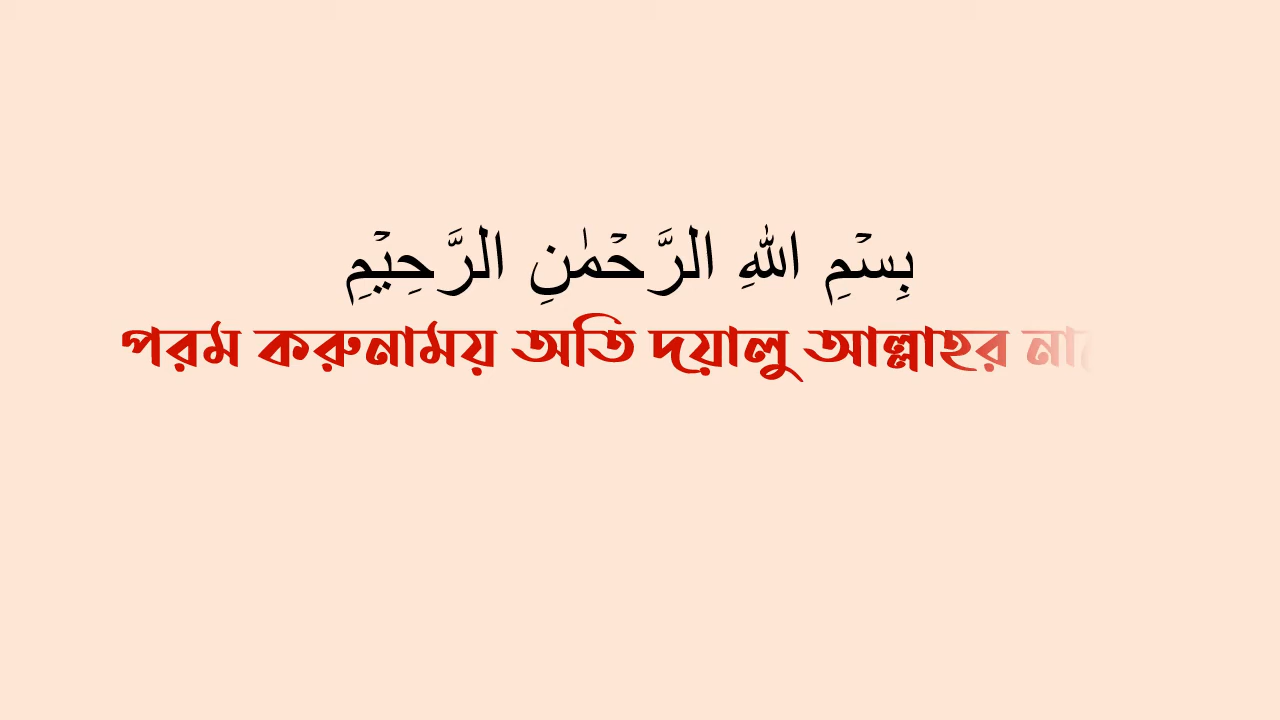 بِسْمِ اللهِ الرَّحْمٰنِ الرَّحِيْمِ
পরম করুনাময় অতি দয়ালু আল্লাহর